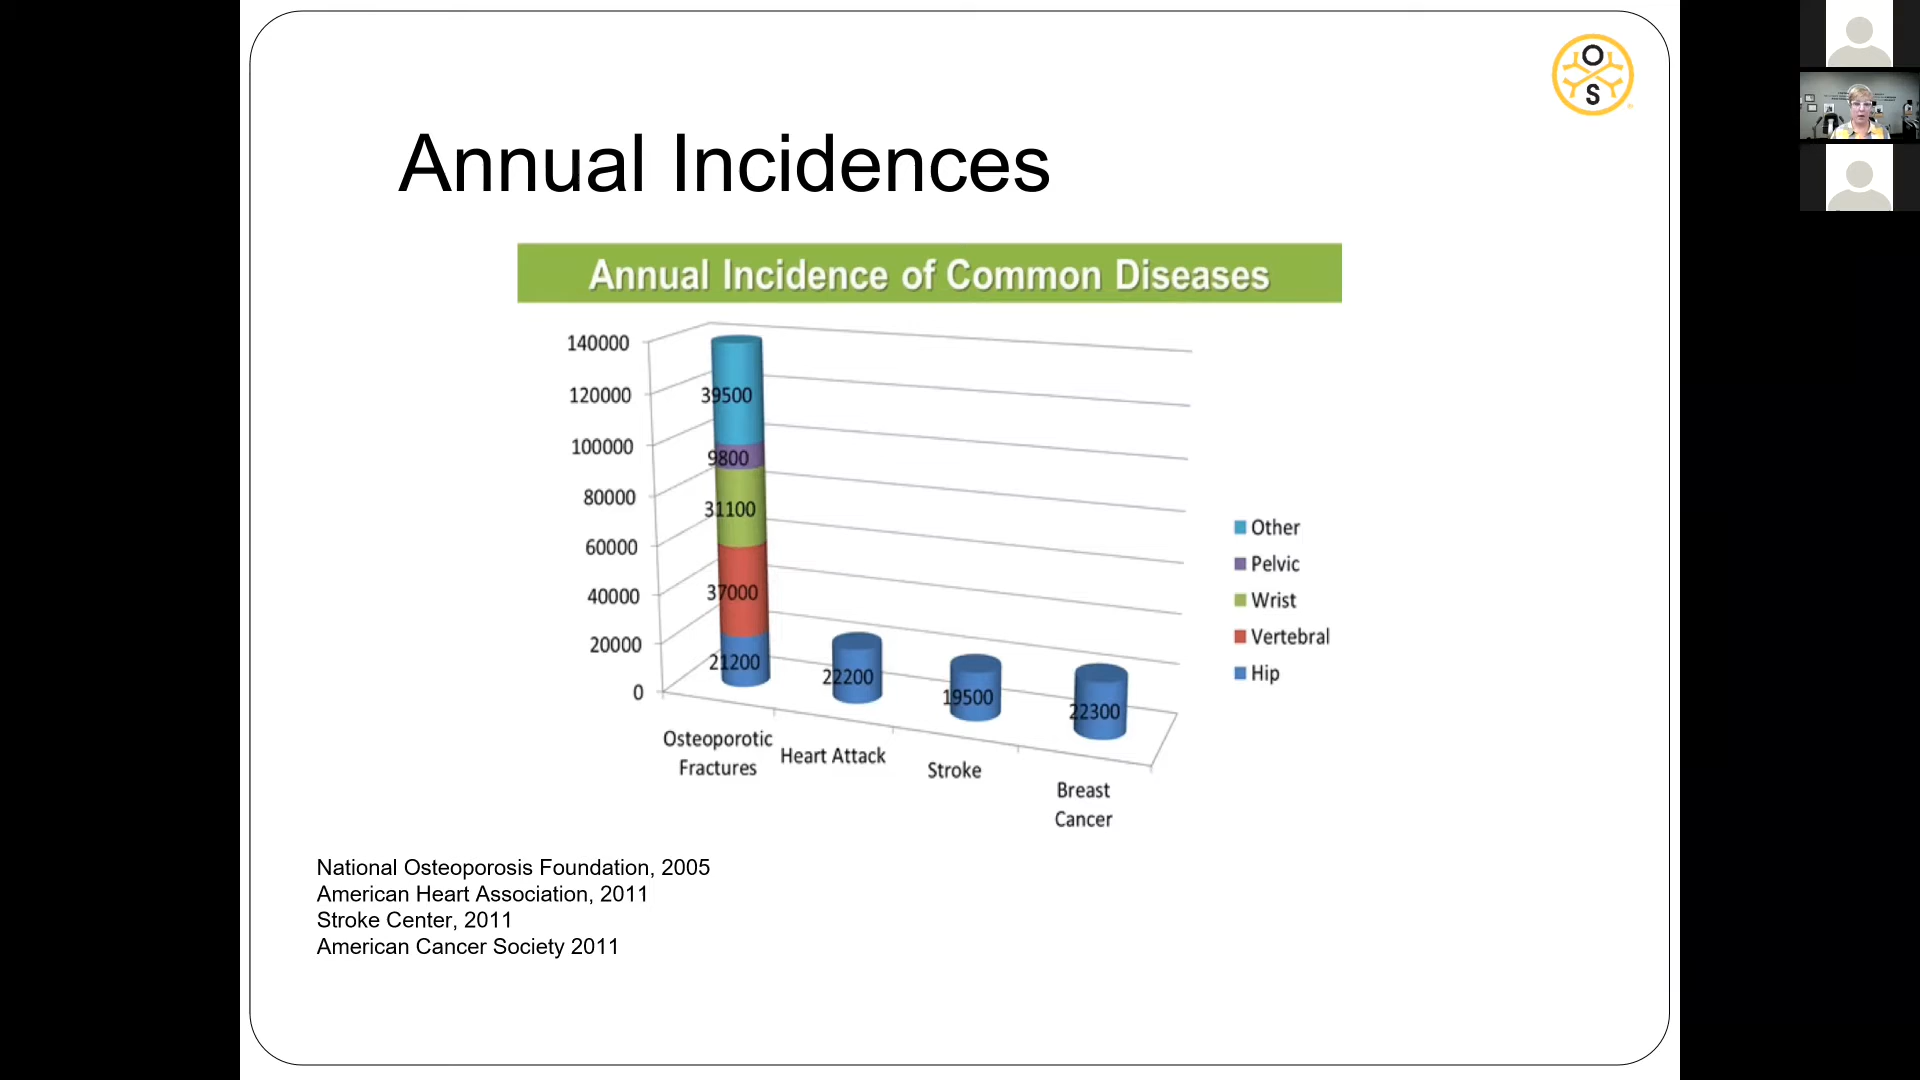 O
S
Annual Incidences
Annual Incidence of Common Diseases
140000
120000
100000
80000
60000
40000
20000
0
39500
9800
31100
37000
21200
22200
19500
22300
Osteoporotic
Fractures
Heart Attack
Stroke
Breast
Cancer
Other
Pelvic
Wrist
Vertebral
Hip
National Osteoporosis Foundation, 2005
American Heart Association, 2011
Stroke Center, 2011
American Cancer Society 2011